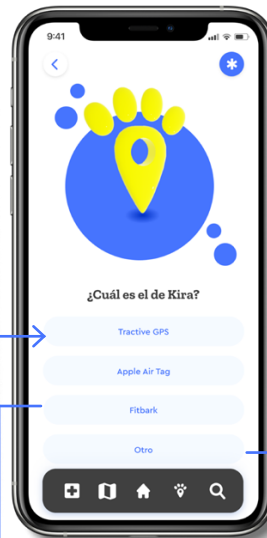 9:41
¿Cuál es el de Kira?
Tractive GPS
Apple Air Tag
Fitbark
Otro